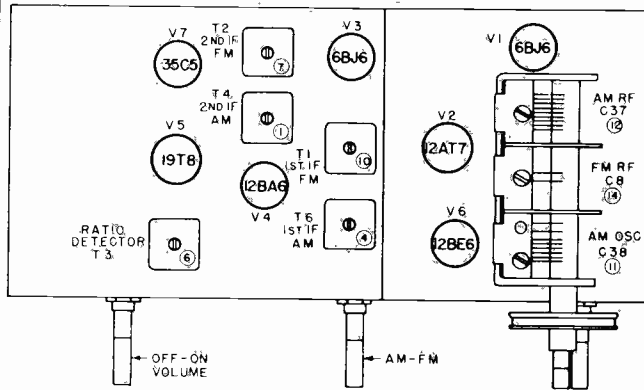 V7
35C5
T2
2ND IF
FM
7
V3
6BJ6
T4
2ND IF
AM
1
V5
19T8
12BA6
V4
T1
1ST IF
FM
10
T6
1ST IF
AM
4
RATIO
DETECTOR
T3
6
V1
6BJ6
V2
12AT7
V6
12BE6
AM RF
C37
12
FM RF
C8
14
AM OSC
C38
11
OFF-ON
VOLUME
AM-FM